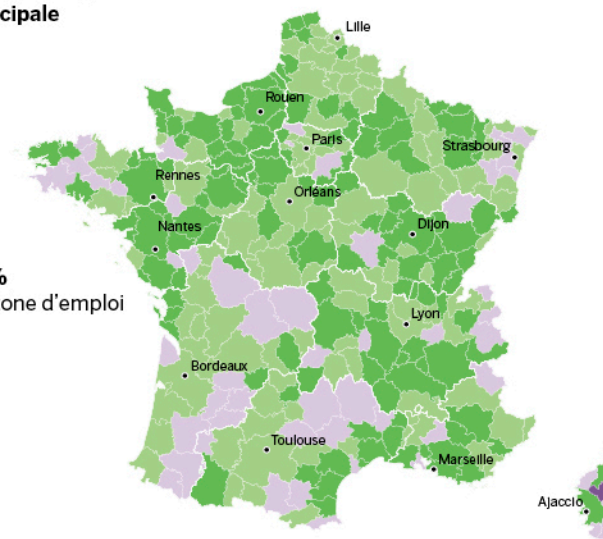 cipale
Lille
Rouen
Paris
Strasbourg
Rennes
Orléans
Nantes
Dijon
%
one d'emploi
Lyon
Bordeaux
Toulouse
Marseille
Ajaccio